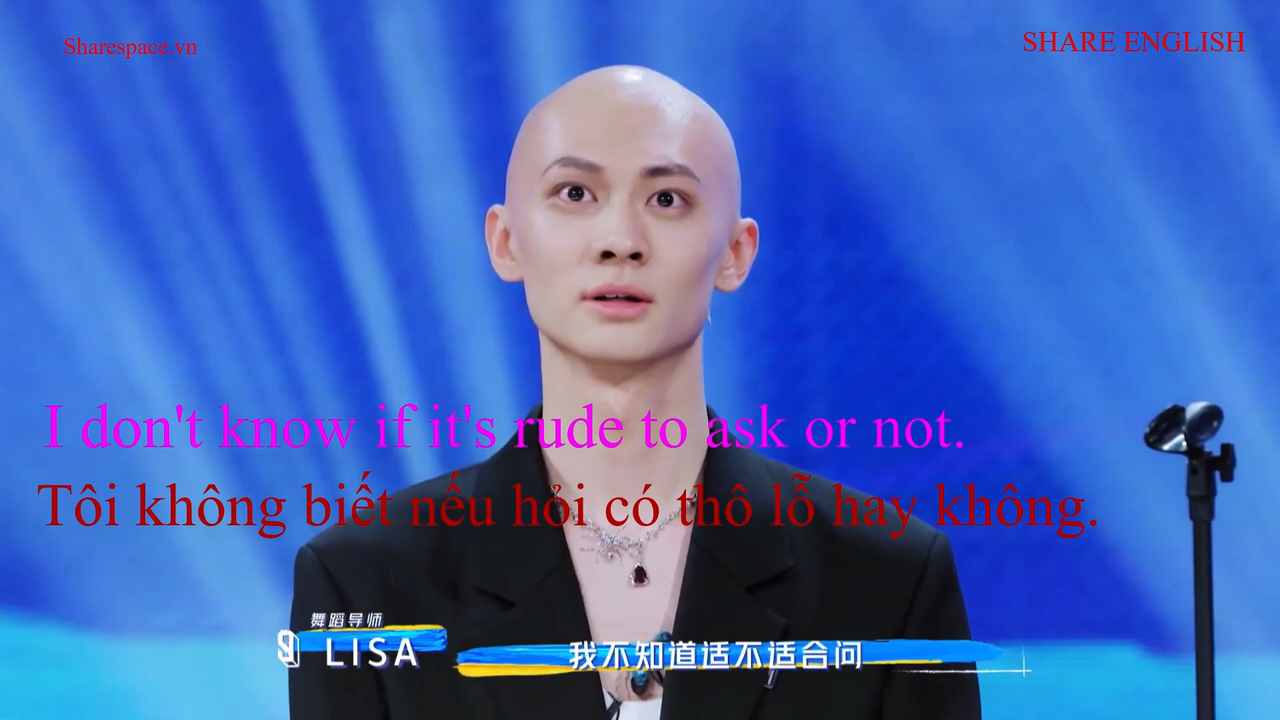 Sharespace.vn
SHARE ENGLISH
I don't know if it's rude to ask or not.
Tôi không biết nếu hỏi có thô lỗ hay không.
舞蹈导师
LISA
我不知道适不适合问